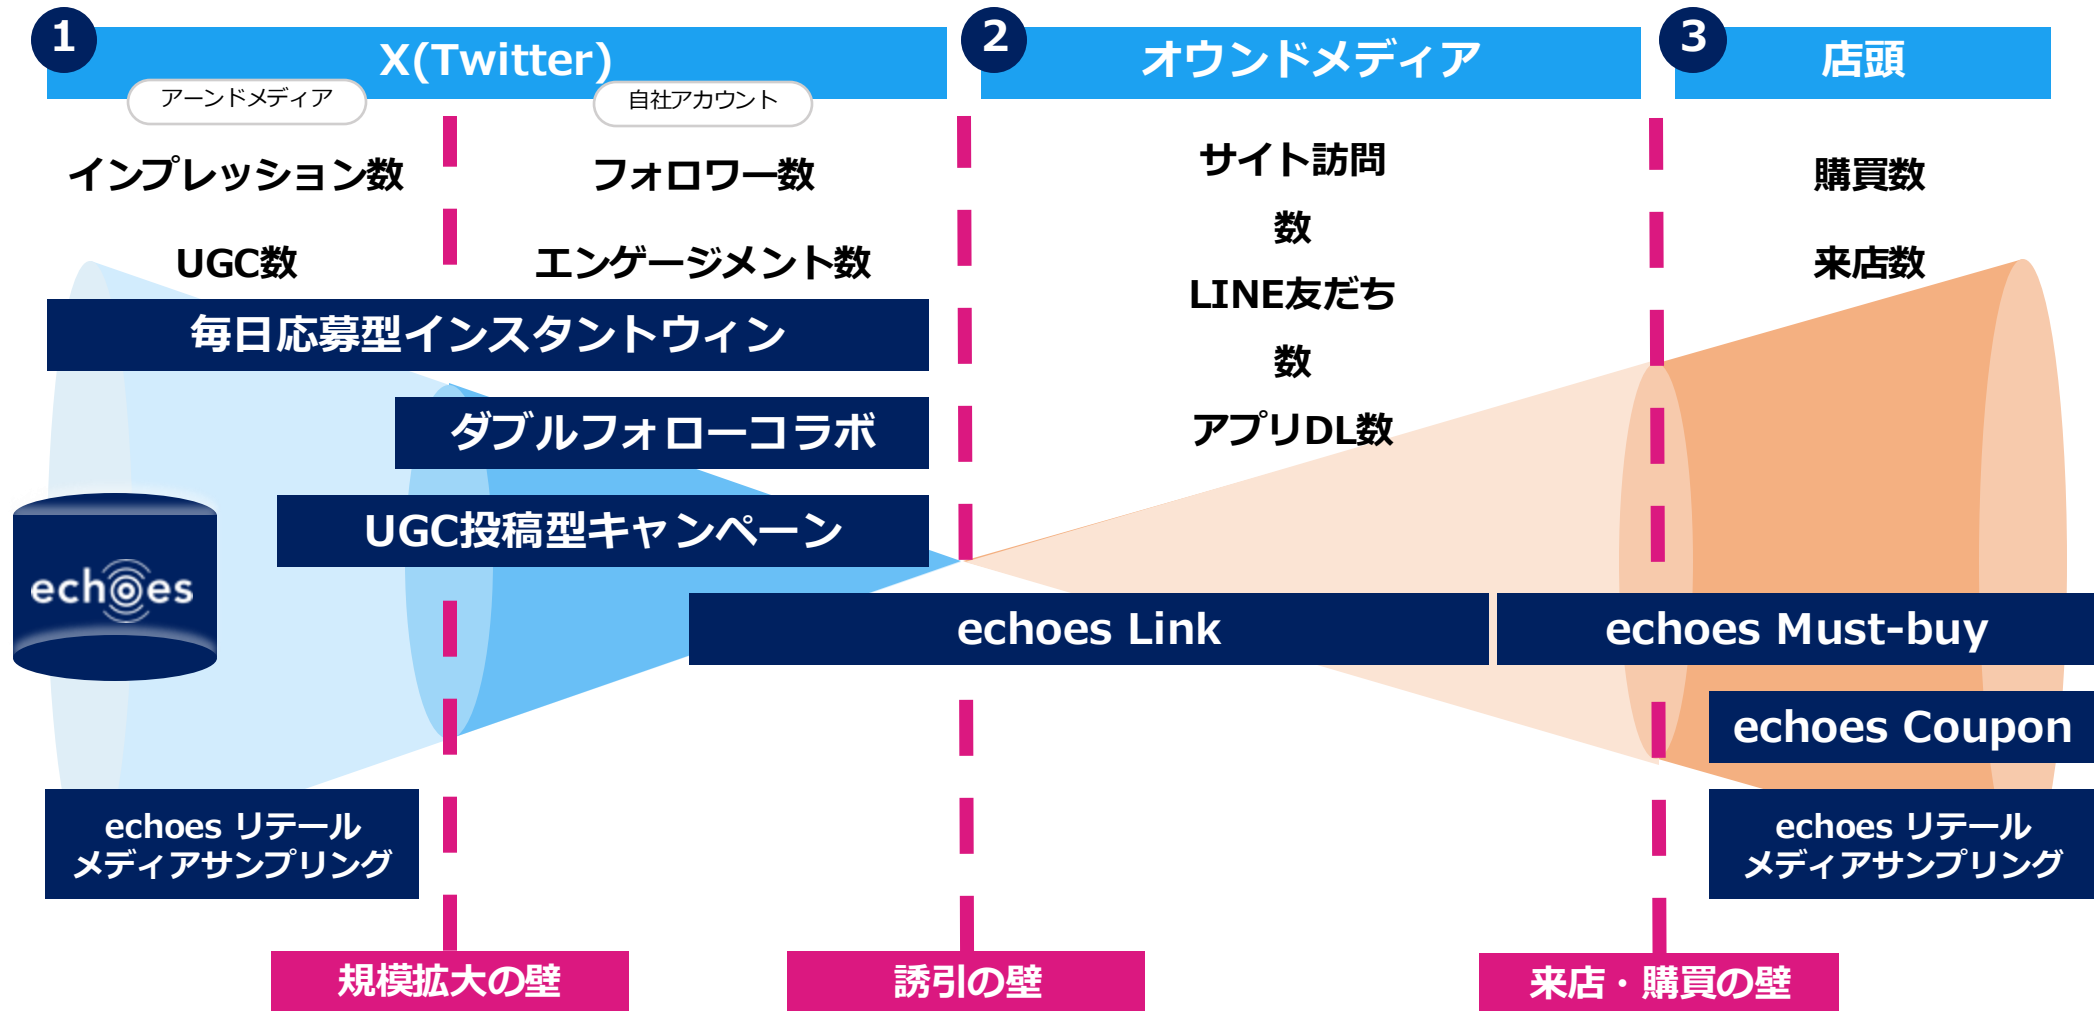 1
X(Twitter)
アーンドメディア
自社アカウント
インプレッション数
UGC数
フォロワー数
エンゲージメント数
2
オウンドメディア
サイト訪問
数
LINE友だち
数
アプリDL数
3
店頭
購買数
来店数
毎日応募型インスタントウィン
ダブルフォローコラボ
UGC投稿型キャンペーン
echoes
echoes Link
echoes Must-buy
echoes Coupon
echoes リテール
メディアサンプリング
echoes リテール
メディアサンプリング
規模拡大の壁
誘引の壁
来店・購買の壁